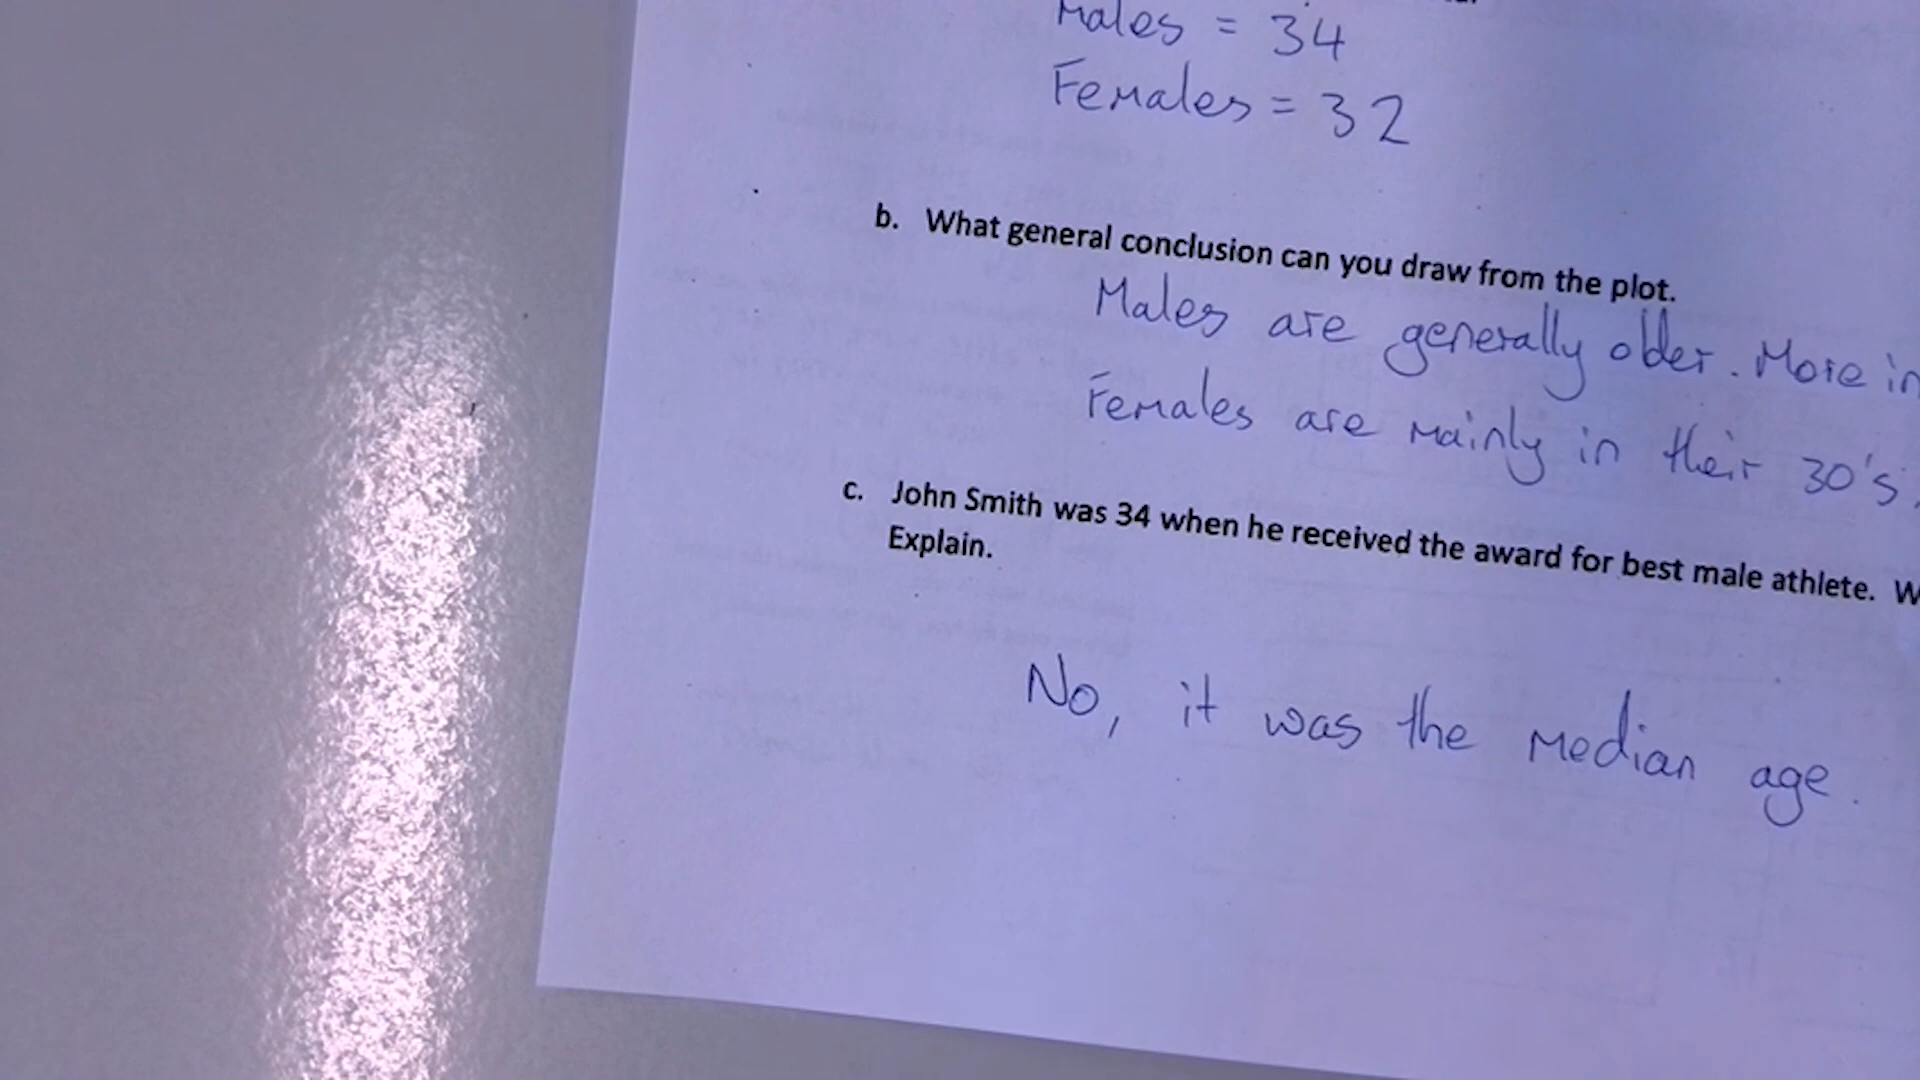 Males = 34
Females = 32
b. What general conclusion can you draw from the plot.
Males are generally older. More in
Females are mainly in their 30's.
c. John Smith was 34 when he received the award for best male athlete. W
Explain.
No, it was the median age.